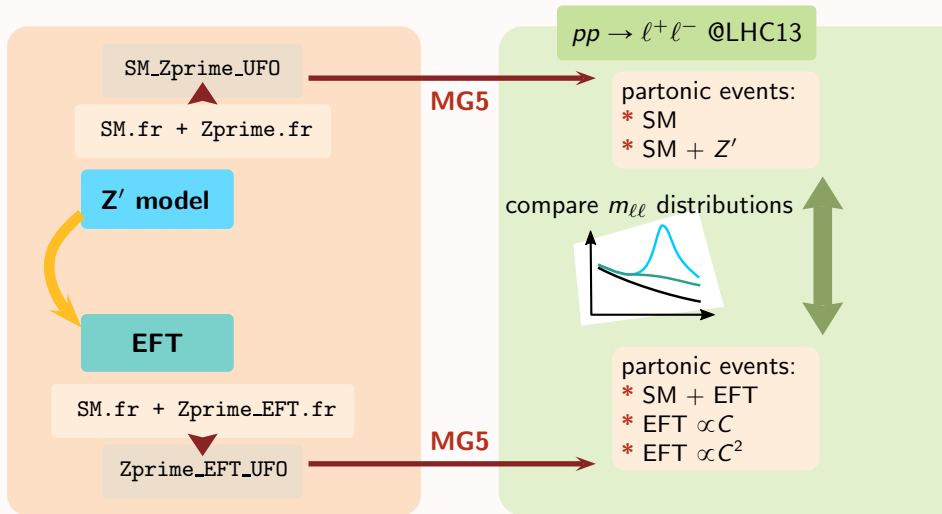 SM_Zprime_UFO
SM.fr + Zprime.fr
Z′ model
EFT
SM.fr + Zprime_EFT.fr
Zprime_EFT_UFO
MG5
MG5
pp → ℓ⁺ℓ⁻ @LHC13
partonic events:
* SM
* SM + Z′
compare mℓℓ distributions
partonic events:
* SM + EFT
* EFT ∝C
* EFT ∝C²